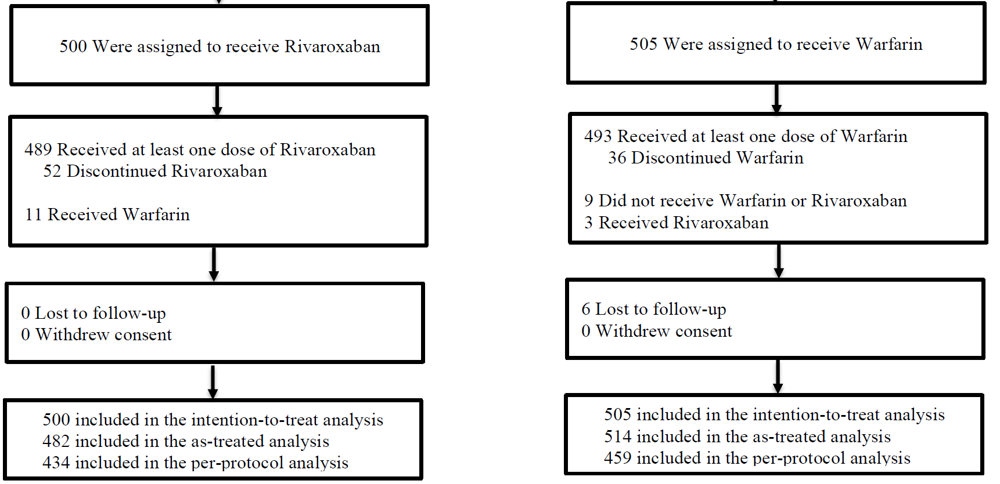 500 Were assigned to receive Rivaroxaban
489 Received at least one dose of Rivaroxaban
52 Discontinued Rivaroxaban
11 Received Warfarin
0 Lost to follow-up
0 Withdrew consent
500 included in the intention-to-treat analysis
482 included in the as-treated analysis
434 included in the per-protocol analysis
505 Were assigned to receive Warfarin
493 Received at least one dose of Warfarin
36 Discontinued Warfarin
9 Did not receive Warfarin or Rivaroxaban
3 Received Rivaroxaban
6 Lost to follow-up
0 Withdrew consent
505 included in the intention-to-treat analysis
514 included in the as-treated analysis
459 included in the per-protocol analysis